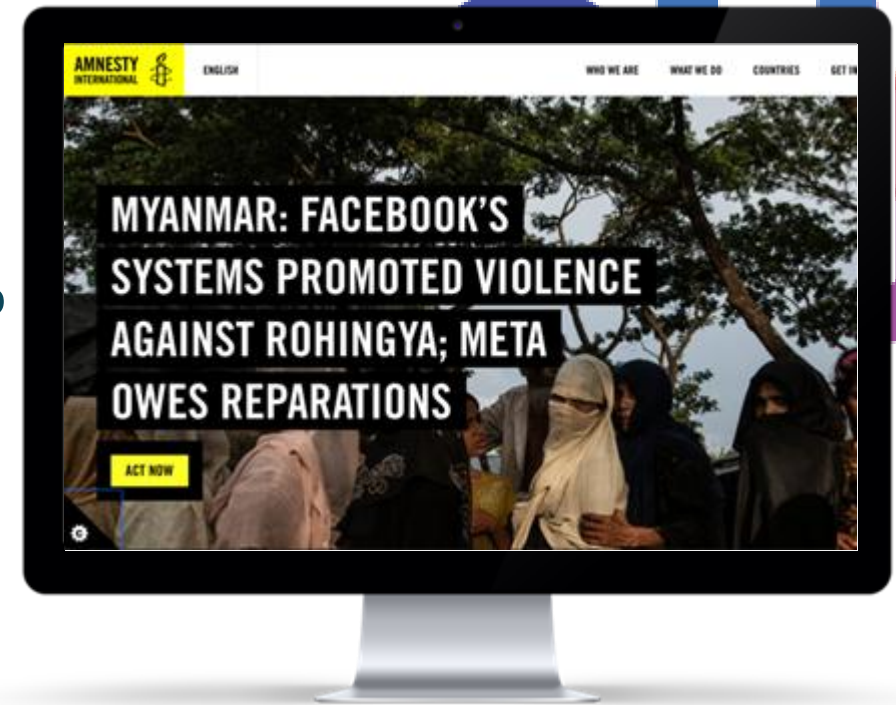 AMNESTY
INTERNATIONAL
ENGLISH
WHO WE ARE
WHAT WE DO
COUNTRIES
GET
MYANMAR: FACEBOOK'S
SYSTEMS PROMOTED VIOLENCE
AGAINST ROHINGYA; META
OWES REPARATIONS
ACT NOW